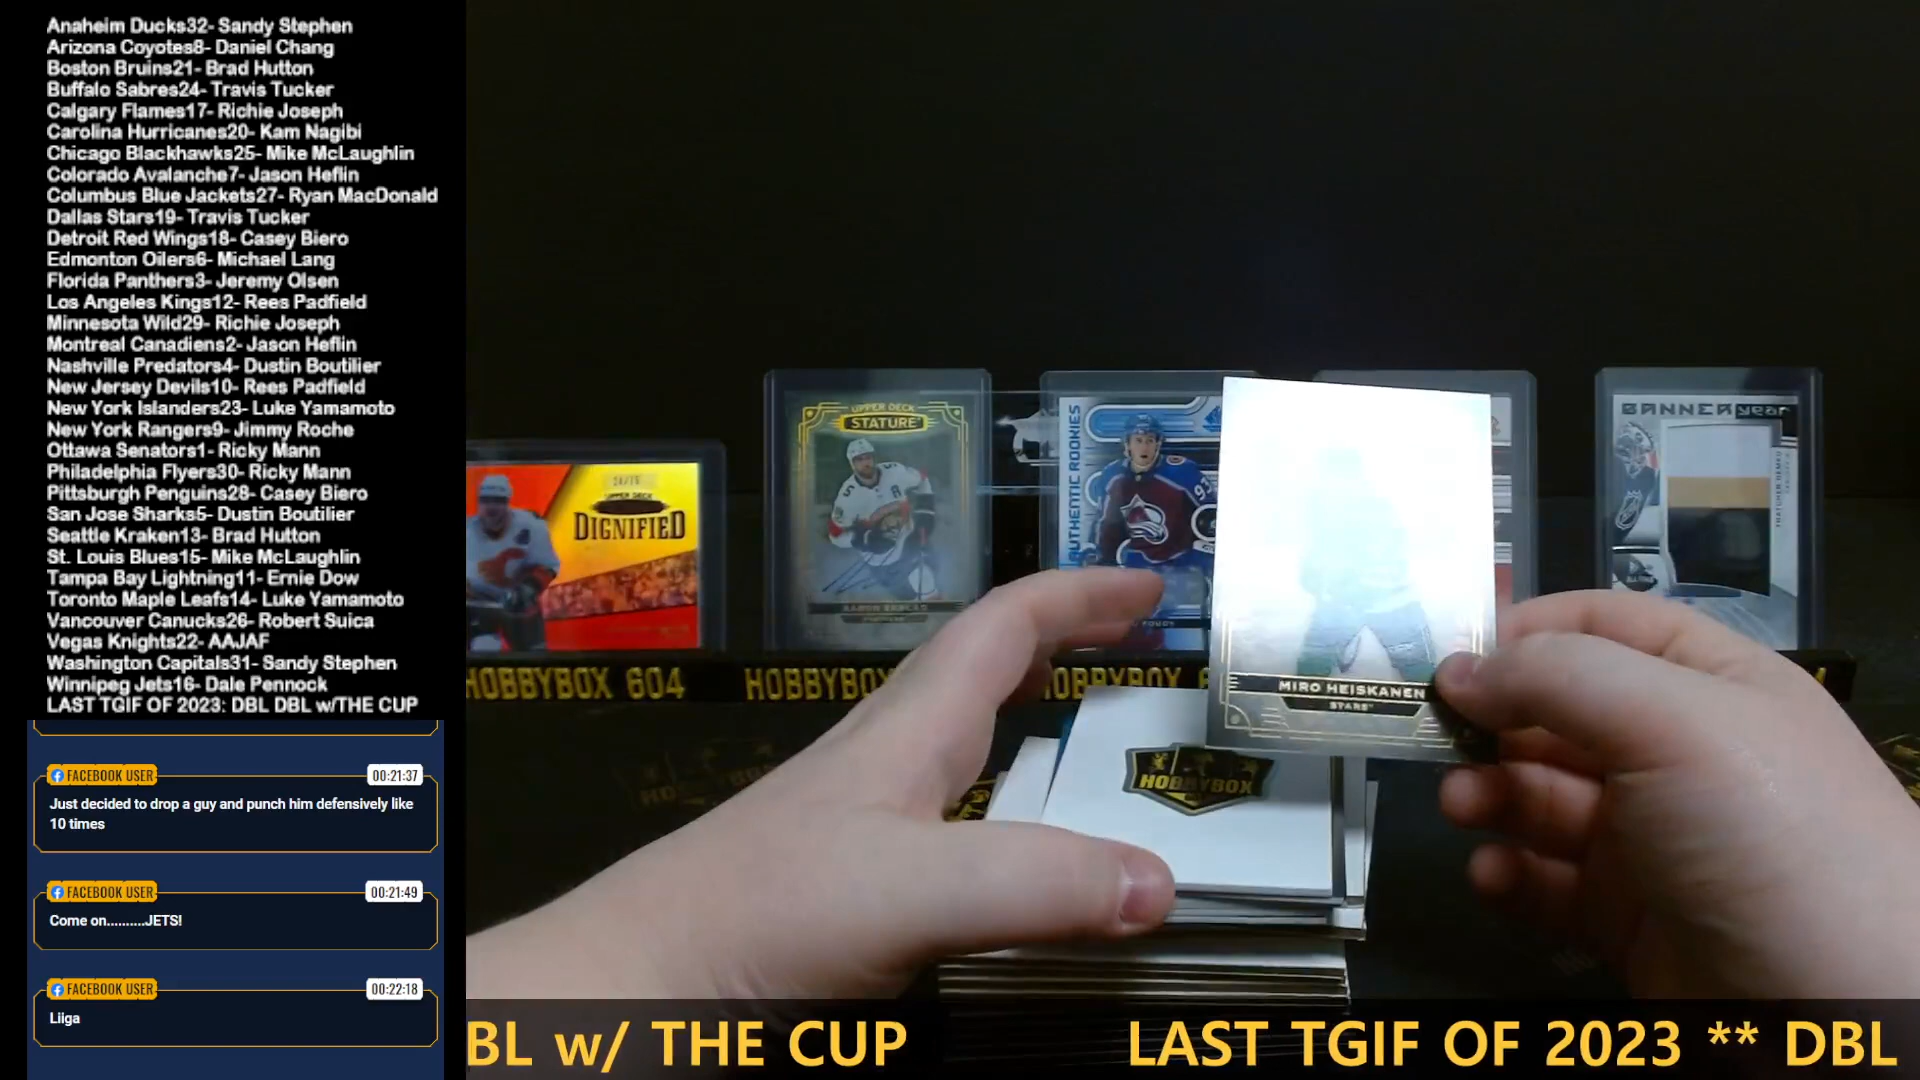 Anaheim Ducks32- Sandy Stephen
Arizona Coyotes8- Daniel Chang
Boston Bruins21- Brad Hutton
Buffalo Sabres24- Travis Tucker
Calgary Flames17- Richie Joseph
Carolina Hurricanes20- Kam Nagibi
Chicago Blackhawks25- Mike McLaughlin
Colorado Avalanche7- Jason Heflin
Columbus Blue Jackets27- Ryan MacDonald
Dallas Stars19- Travis Tucker
Detroit Red Wings18- Casey Biero
Edmonton Oilers6- Michael Lang
Florida Panthers3- Jeremy Olsen
Los Angeles Kings12- Rees Padfield
Minnesota Wild29- Richie Joseph
Montreal Canadiens2- Jason Heflin
Nashville Predators4- Dustin Boutilier
New Jersey Devils10- Rees Padfield
New York Islanders23- Luke Yamamoto
New York Rangers9- Jimmy Roche
Ottawa Senators1- Ricky Mann
Philadelphia Flyers30- Ricky Mann
Pittsburgh Penguins28- Casey Biero
San Jose Sharks5- Dustin Boutilier
Seattle Kraken13- Brad Hutton
St. Louis Blues15- Mike McLaughlin
Tampa Bay Lightning11- Ernie Dow
Toronto Maple Leafs14- Luke Yamamoto
Vancouver Canucks26- Robert Suica
Vegas Knights22- AAJAF
Washington Capitals31- Sandy Stephen
Winnipeg Jets16- Dale Pennock
LAST TGIF OF 2023: DBL DBL w/THE CUP
FACEBOOK USER 00:21:37
Just decided to drop a guy and punch him defensively like
10 times
FACEBOOK USER 00:21:49
Come on..........JETS!
FACEBOOK USER 00:22:18
Liiga
UPPER DECK
DIGNIFIED
UPPER DECK
STATURE
AARON EKBLAD
AUTHENTIC ROOKIES
93
FOUDY
BANNER year
THATCHER DEMKO
MIRO HEISKANEN
STARS
HOBBYBOX 604
HOBBYBOX
HOBBYBOX
DBL w/ THE CUP
LAST TGIF OF 2023 ** DBL